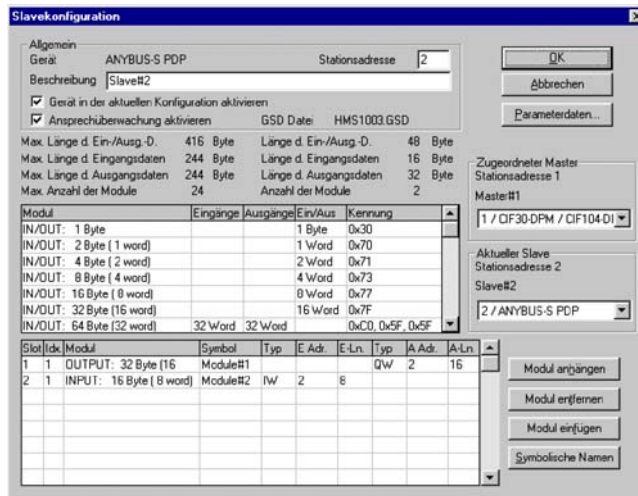 Slavekonfiguration
Allgemein
Gerät ANYBUS-S PDP Stationsadresse 2
Beschreibung Slave#2
Gerät in der aktuellen Konfiguration aktivieren
Ansprechüberwachung aktivieren GSD Datei HMS1003.GSD
OK
Abbrechen
Parameterdaten...
Max. Länge d. Ein-/Ausg.-D. 416 Byte Länge d. Ein-/Ausg.-D. 48 Byte
Max. Länge d. Eingangsdaten 244 Byte Länge d. Eingangsdaten 16 Byte
Max. Länge d. Ausgangsdaten 244 Byte Länge d. Ausgangsdaten 32 Byte
Max. Anzahl der Module 24 Anzahl der Module 2
Zugeordneter Master
Stationsadresse 1
Master#1
1 / CIF30-DPM / CIF104-DI
Aktueller Slave
Stationsadresse 2
Slave#2
2 / ANYBUS-S PDP
Modul Eingänge Ausgänge Ein/Aus Kennung
IN/OUT: 1 Byte 1 Byte 0x30
IN/OUT: 2 Byte ( 1 word) 1 Word 0x70
IN/OUT: 4 Byte ( 2 word) 2 Word 0x71
IN/OUT: 8 Byte ( 4 word) 4 Word 0x73
IN/OUT: 16 Byte ( 8 word) 8 Word 0x77
IN/OUT: 32 Byte (16 word) 16 Word 0x7F
IN/OUT: 64 Byte (32 word) 32 Word 32 Word 0xC0, 0x5F, 0x5F
Slot Idx. Modul Symbol Typ E Adr. E-Ln. Typ A Adr. A-Ln.
1 1 OUTPUT: 32 Byte (16 Module#1 QW 2 16
2 1 INPUT: 16 Byte ( 8 word) Module#2 IW 2 8
Modul anhängen
Modul entfernen
Modul einfügen
Symbolische Namen